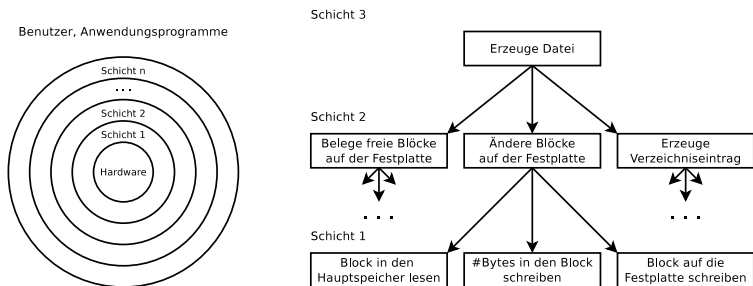 Benutzer, Anwendungsprogramme
Schicht n
...
Schicht 2
Schicht 1
Hardware
Schicht 3
Erzeuge Datei
Schicht 2
Belege freie Blöcke
auf der Festplatte
Ändere Blöcke
auf der Festplatte
Erzeuge
Verzeichniseintrag
. . .
. . .
Schicht 1
Block in den
Hauptspeicher lesen
#Bytes in den Block
schreiben
Block auf die
Festplatte schreiben